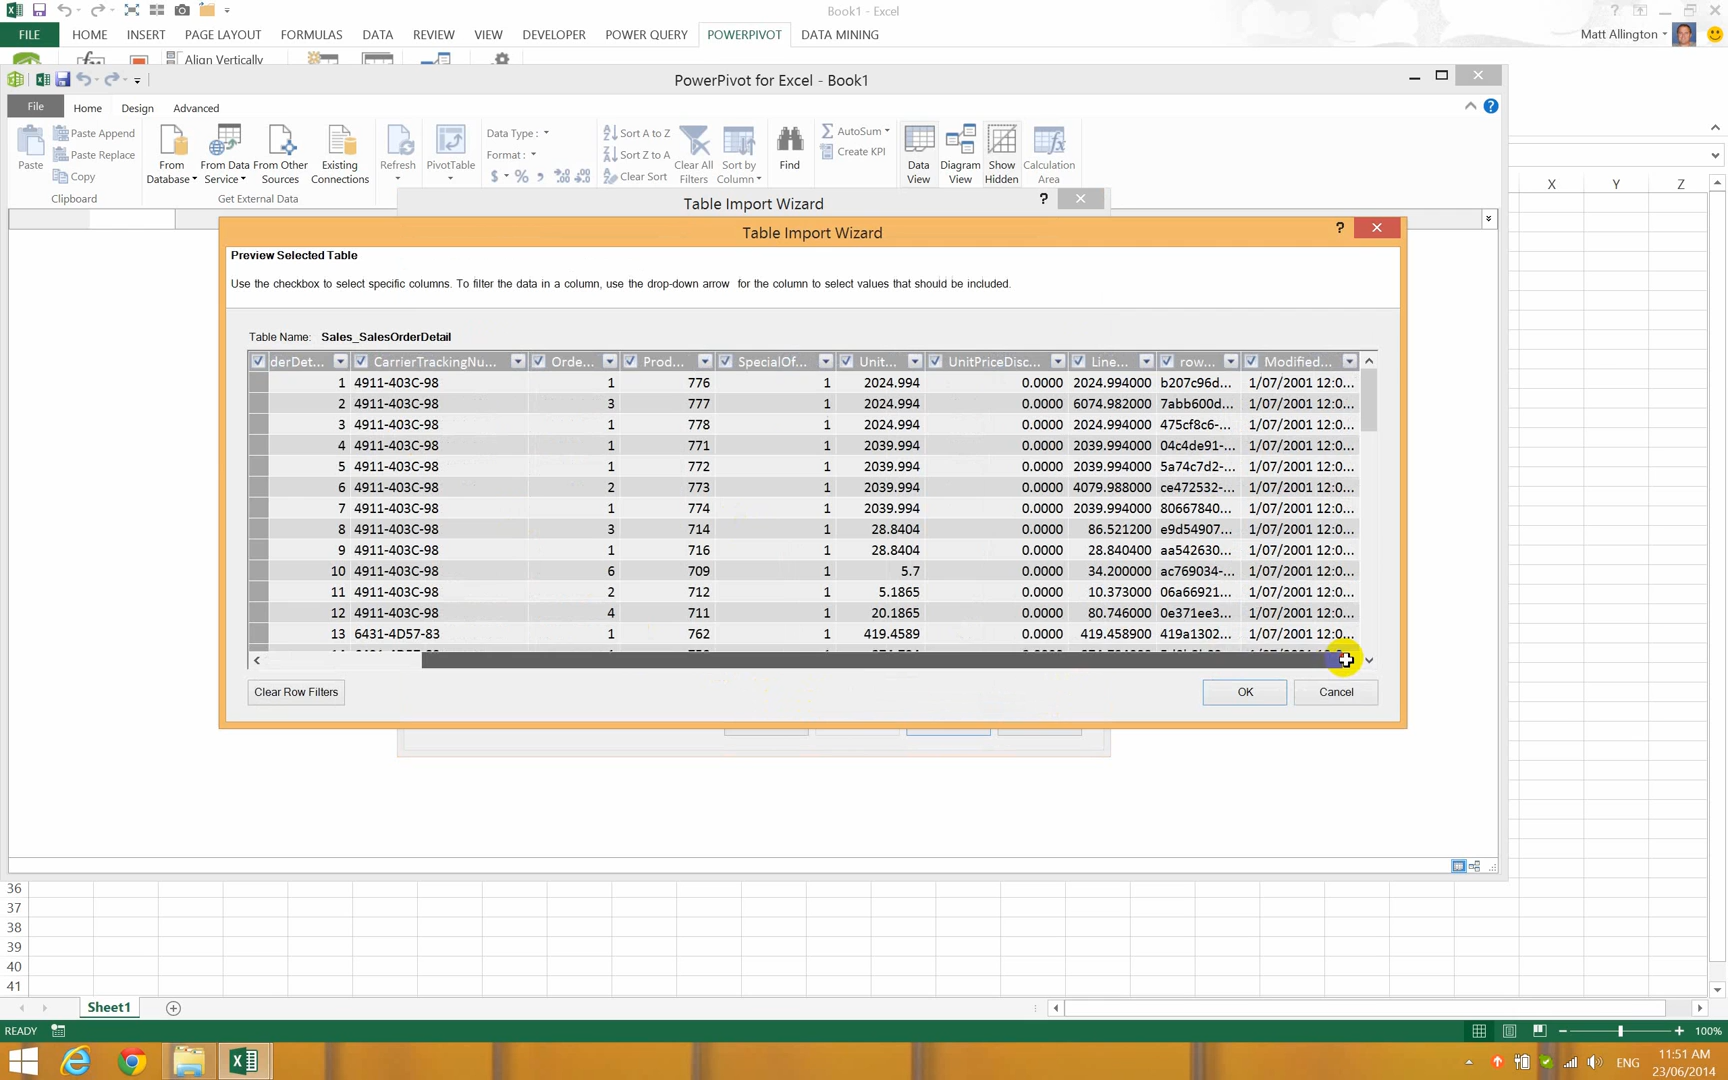 Book1 - Excel
FILE HOME INSERT PAGE LAYOUT FORMULAS DATA REVIEW VIEW DEVELOPER POWER QUERY POWERPIVOT DATA MINING Matt Allington
Align Vertically
PowerPivot for Excel - Book1
File Home Design Advanced
Paste
Paste Append
Paste Replace
Copy
Clipboard
From Database
From Data Service
From Other Sources
Existing Connections
Get External Data
Refresh
PivotTable
Data Type :
Format :
$ % ,
Sort A to Z
Sort Z to A
Clear Sort
Clear All Filters
Sort by Column
Find
AutoSum
Create KPI
Data View
Diagram View
Show Hidden
Calculation Area
X Y Z
Table Import Wizard
Table Import Wizard
Preview Selected Table
Use the checkbox to select specific columns. To filter the data in a column, use the drop-down arrow for the column to select values that should be included.
Table Name: Sales_SalesOrderDetail
derDet... CarrierTrackingNu... Orde... Prod... SpecialOf... Unit... UnitPriceDisc... Line... row... Modified...
1 4911-403C-98 1 776 1 2024.994 0.0000 2024.994000 b207c96d... 1/07/2001 12:0...
2 4911-403C-98 3 777 1 2024.994 0.0000 6074.982000 7abb600d... 1/07/2001 12:0...
3 4911-403C-98 1 778 1 2024.994 0.0000 2024.994000 475cf8c6-... 1/07/2001 12:0...
4 4911-403C-98 1 771 1 2039.994 0.0000 2039.994000 04c4de91-... 1/07/2001 12:0...
5 4911-403C-98 1 772 1 2039.994 0.0000 2039.994000 5a74c7d2-... 1/07/2001 12:0...
6 4911-403C-98 2 773 1 2039.994 0.0000 4079.988000 ce472532-... 1/07/2001 12:0...
7 4911-403C-98 1 774 1 2039.994 0.0000 2039.994000 80667840... 1/07/2001 12:0...
8 4911-403C-98 3 714 1 28.8404 0.0000 86.521200 e9d54907... 1/07/2001 12:0...
9 4911-403C-98 1 716 1 28.8404 0.0000 28.840400 aa542630... 1/07/2001 12:0...
10 4911-403C-98 6 709 1 5.7 0.0000 34.200000 ac769034-... 1/07/2001 12:0...
11 4911-403C-98 2 712 1 5.1865 0.0000 10.373000 06a66921... 1/07/2001 12:0...
12 4911-403C-98 4 711 1 20.1865 0.0000 80.746000 0e371ee3... 1/07/2001 12:0...
13 6431-4D57-83 1 762 1 419.4589 0.0000 419.458900 419a1302... 1/07/2001 12:0...
Clear Row Filters OK Cancel
36
37
38
39
40
41
Sheet1
READY 100%
ENG
11:51 AM
23/06/2014